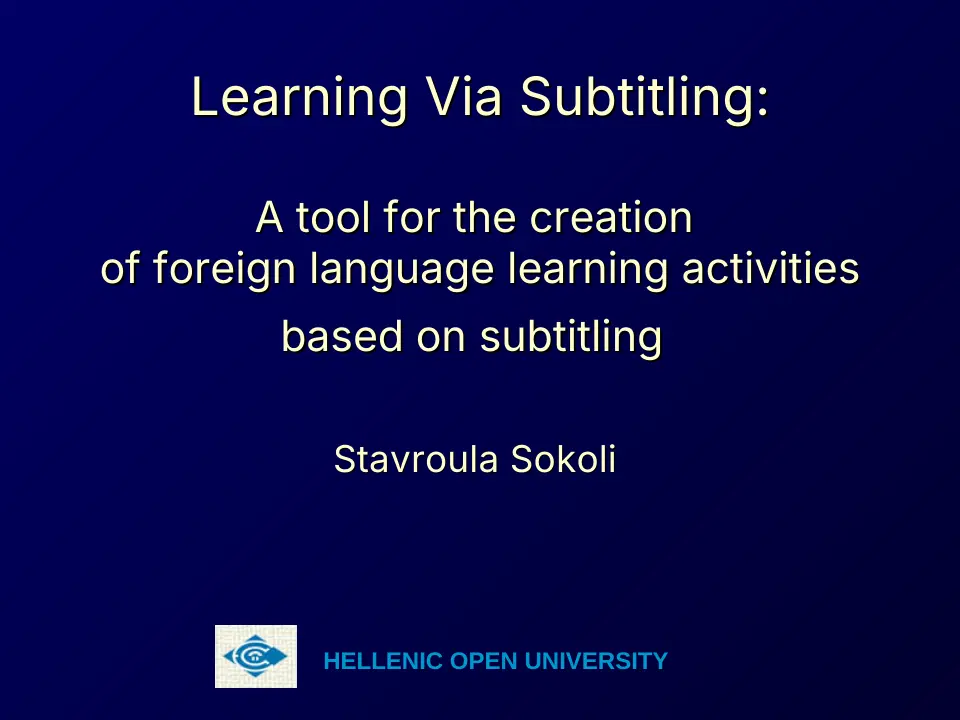 Learning Via Subtitling:
A tool for the creation
of foreign language learning activities
based on subtitling
Stavroula Sokoli
HELLENIC OPEN UNIVERSITY